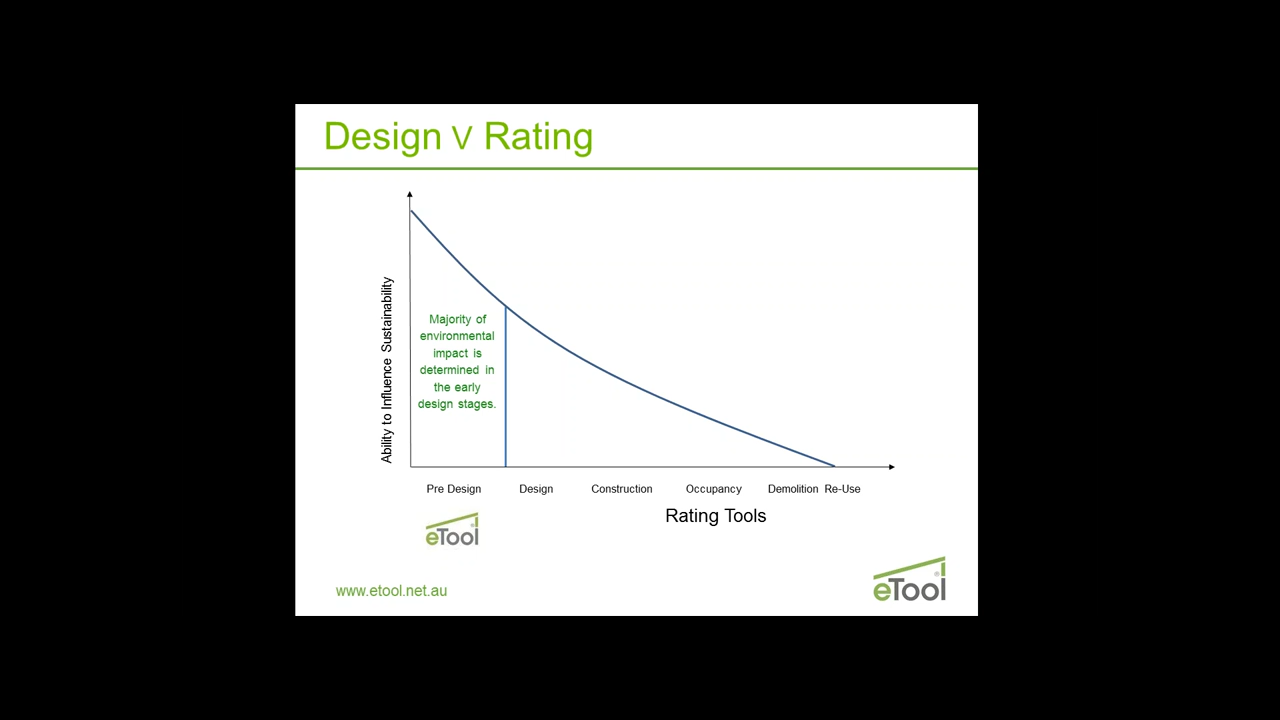 Design V Rating
Ability to Influence Sustainability
Majority of
environmental
impact is
determined in
the early
design stages.
Pre Design Design Construction Occupancy Demolition Re-Use
Rating Tools
eTool
www.etool.net.au
eTool®